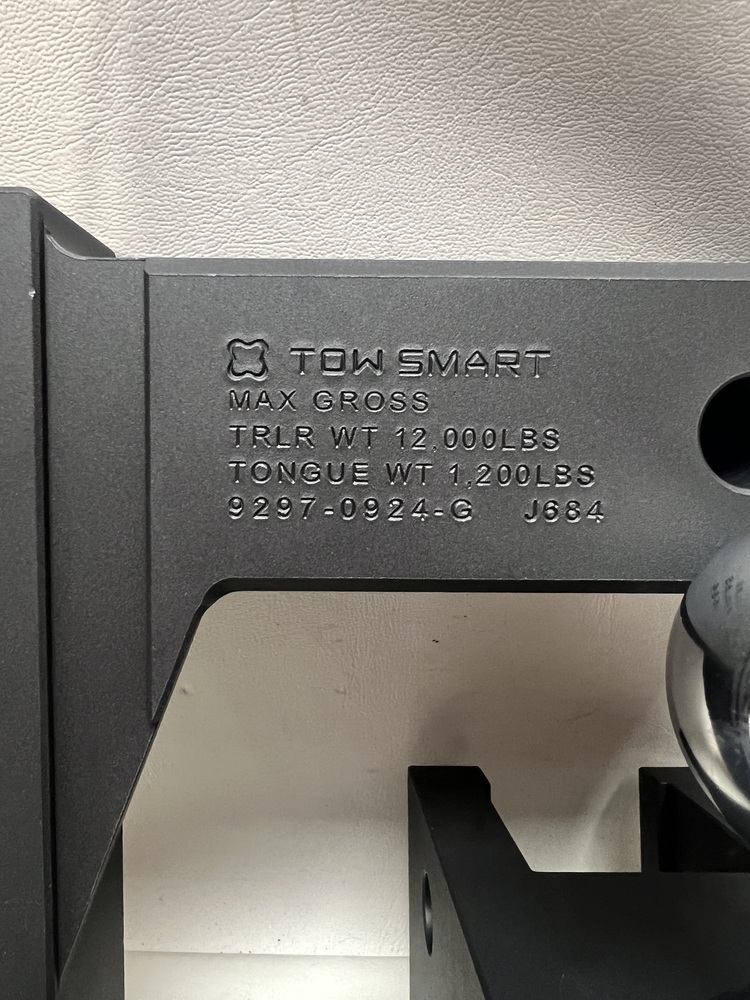 TOW SMART
MAX GROSS
TRLR WT 12,000LBS
TONGUE WT 1,200LBS
9297-0924-G J684